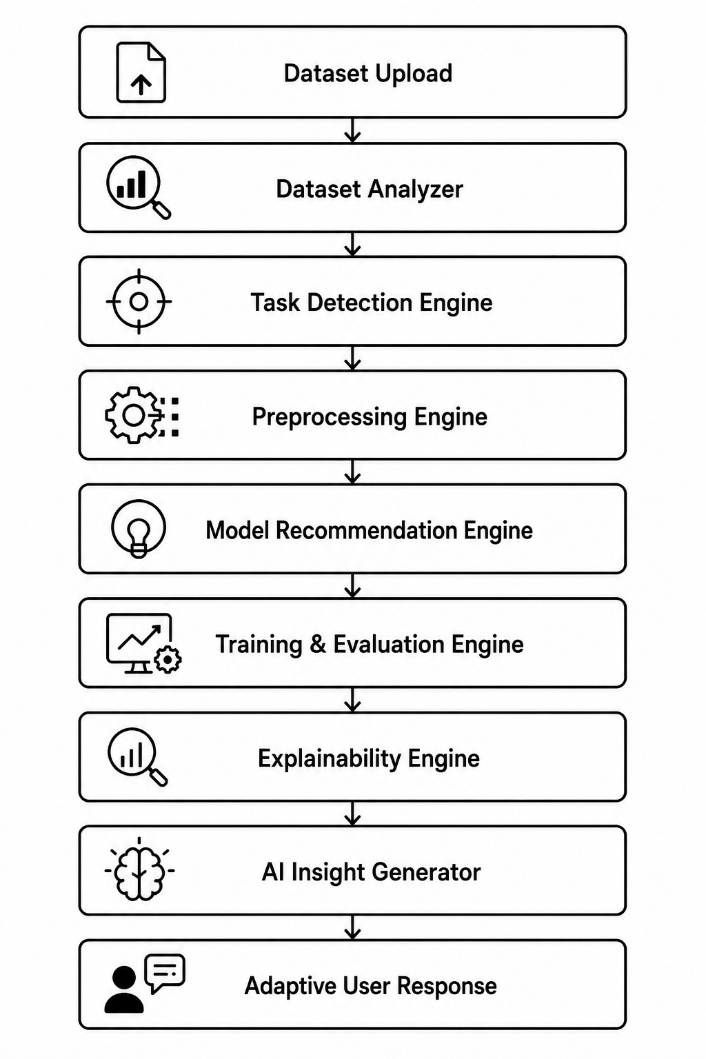 Dataset Upload
Dataset Analyzer
Task Detection Engine
Preprocessing Engine
Model Recommendation Engine
Training & Evaluation Engine
Explainability Engine
AI Insight Generator
Adaptive User Response